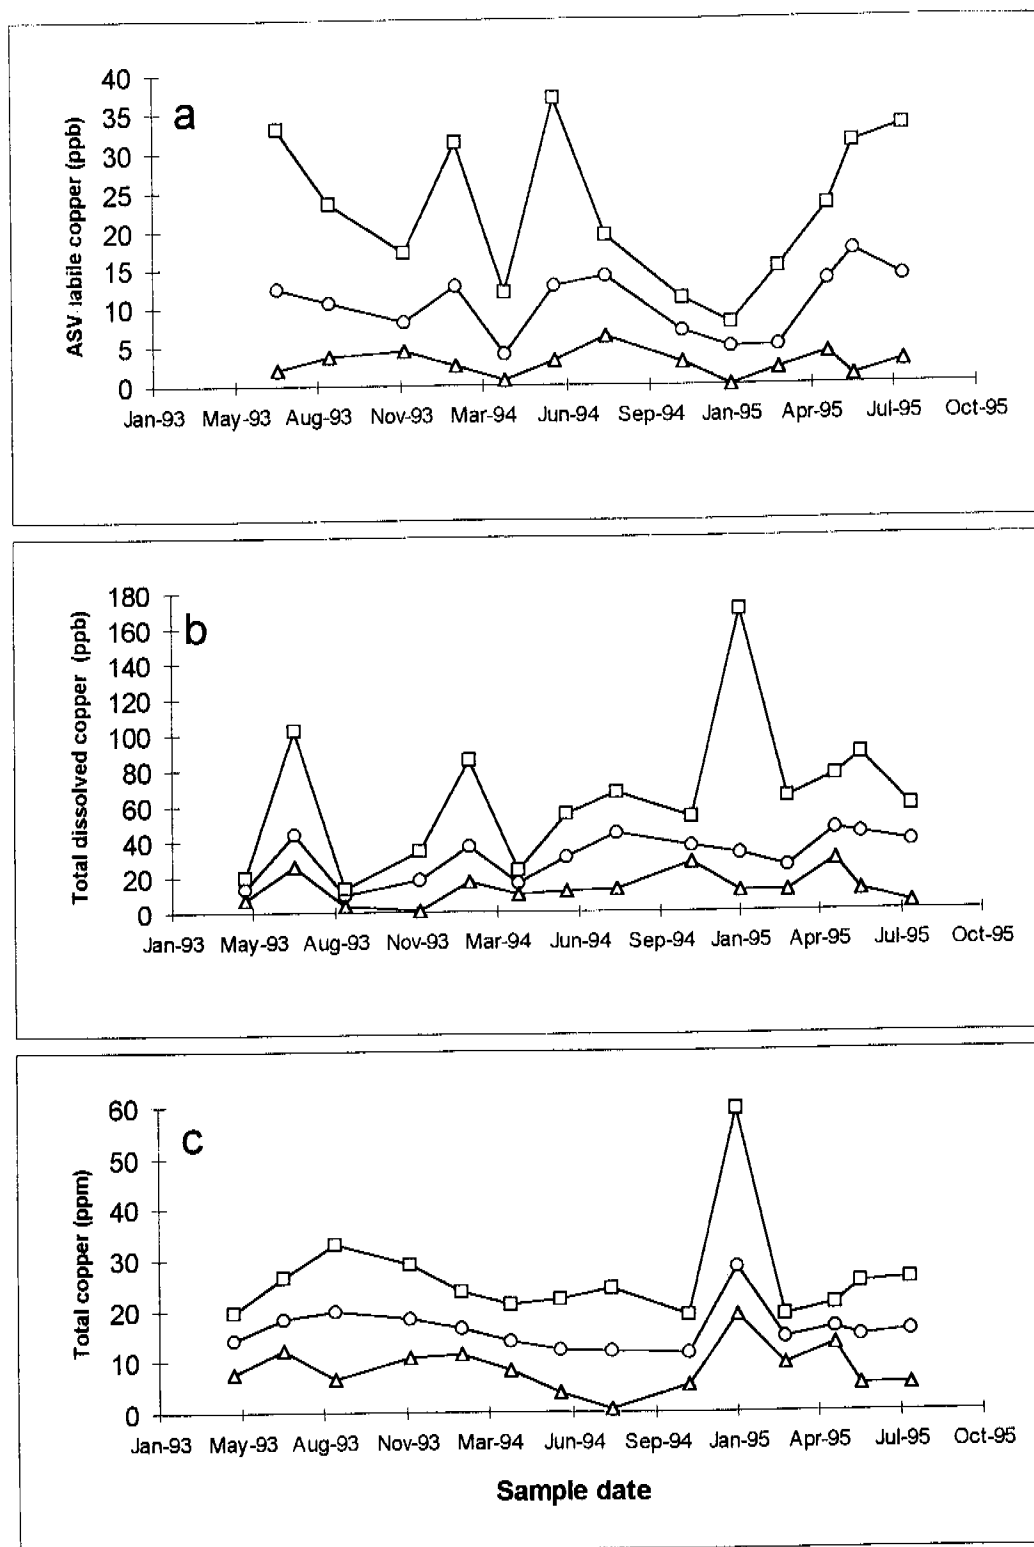 40
35
30
25
20
15
10
5
0
ASV-labile copper (ppb)
a
Jan-93 May-93 Aug-93 Nov-93 Mar-94 Jun-94 Sep-94 Jan-95 Apr-95 Jul-95 Oct-95
180
160
140
120
100
80
60
40
20
0
Total dissolved copper (ppb)
b
Jan-93 May-93 Aug-93 Nov-93 Mar-94 Jun-94 Sep-94 Jan-95 Apr-95 Jul-95 Oct-95
60
50
40
30
20
10
0
Total copper (ppm)
c
Jan-93 May-93 Aug-93 Nov-93 Mar-94 Jun-94 Sep-94 Jan-95 Apr-95 Jul-95 Oct-95
Sample date